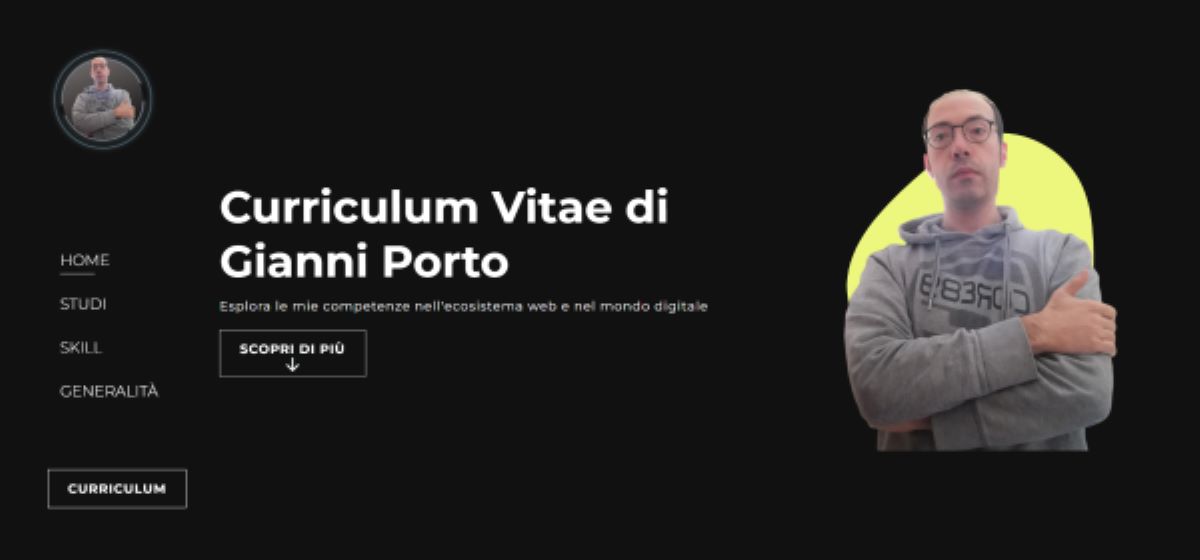 HOME
STUDI
SKILL
GENERALITÀ
CURRICULUM
Curriculum Vitae di
Gianni Porto
Esplora le mie competenze nell'ecosistema web e nel mondo digitale
SCOPRI DI PIÙ